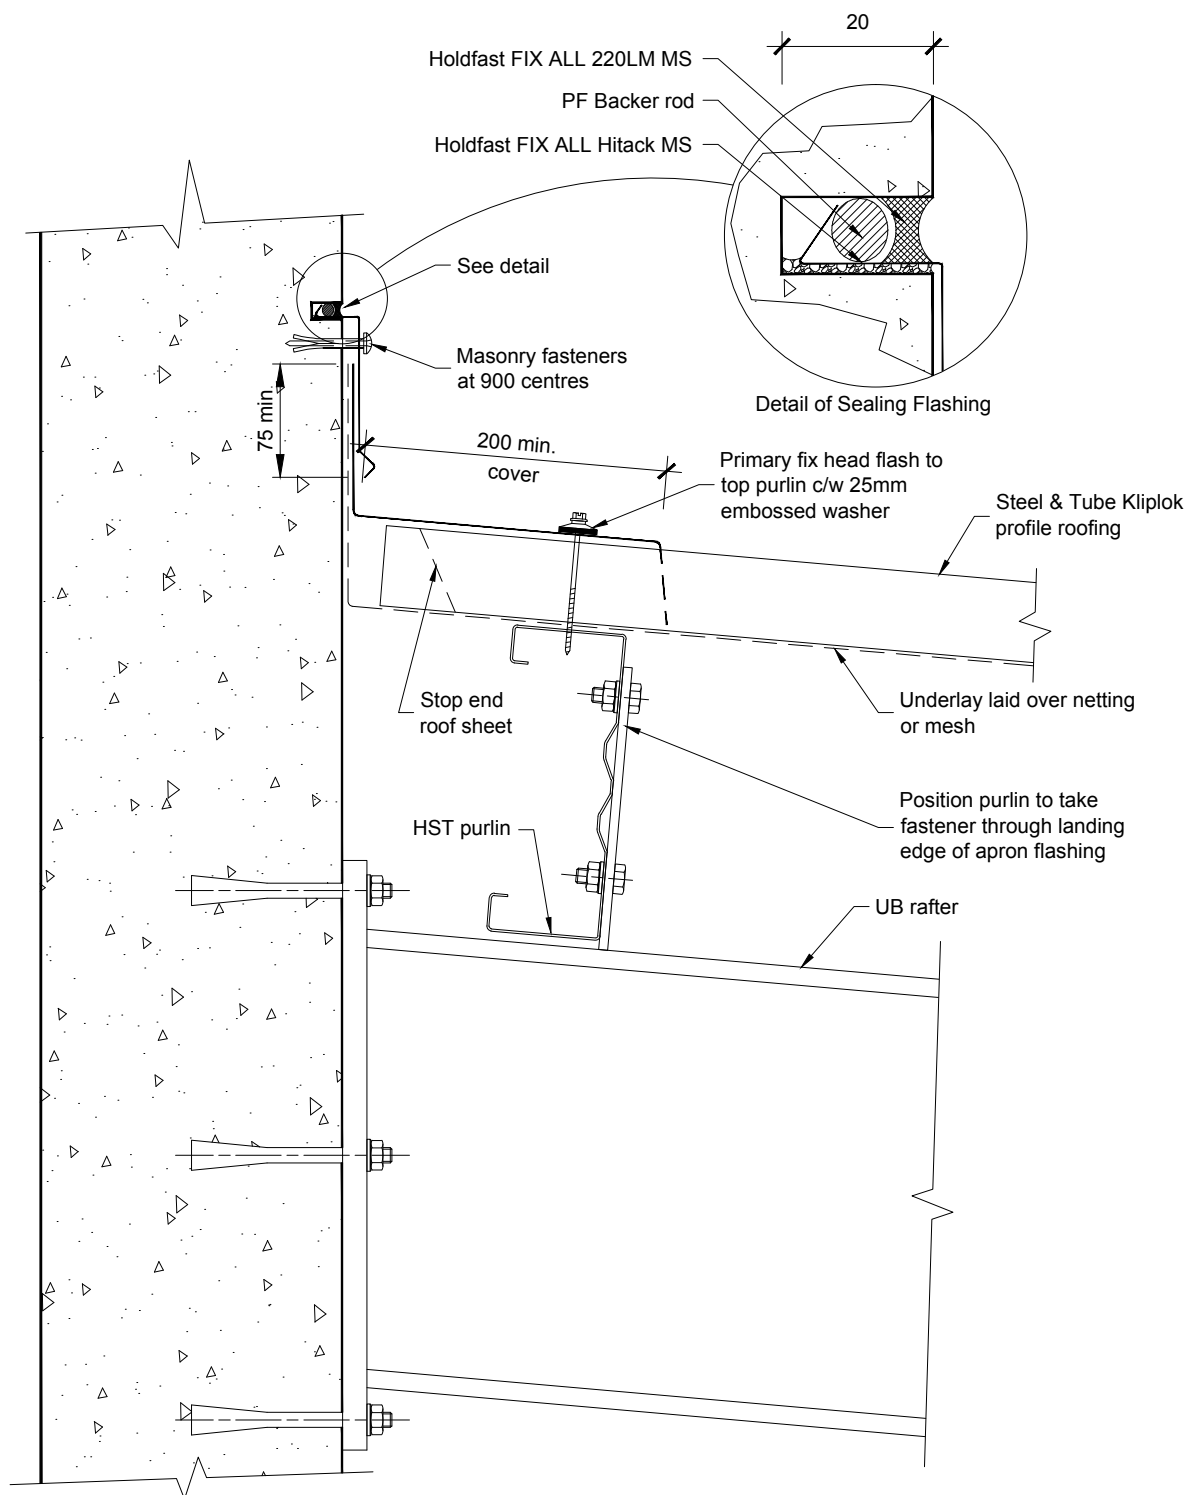 20
Holdfast FIX ALL 220LM MS
PF Backer rod
Holdfast FIX ALL Hitack MS
See detail
Masonry fasteners
at 900 centres
Detail of Sealing Flashing
75 min.
200 min.
cover
Primary fix head flash to
top purlin c/w 25mm
embossed washer
Steel & Tube Kliplok
profile roofing
Stop end
roof sheet
Underlay laid over netting
or mesh
Position purlin to take
fastener through landing
edge of apron flashing
HST purlin
UB rafter